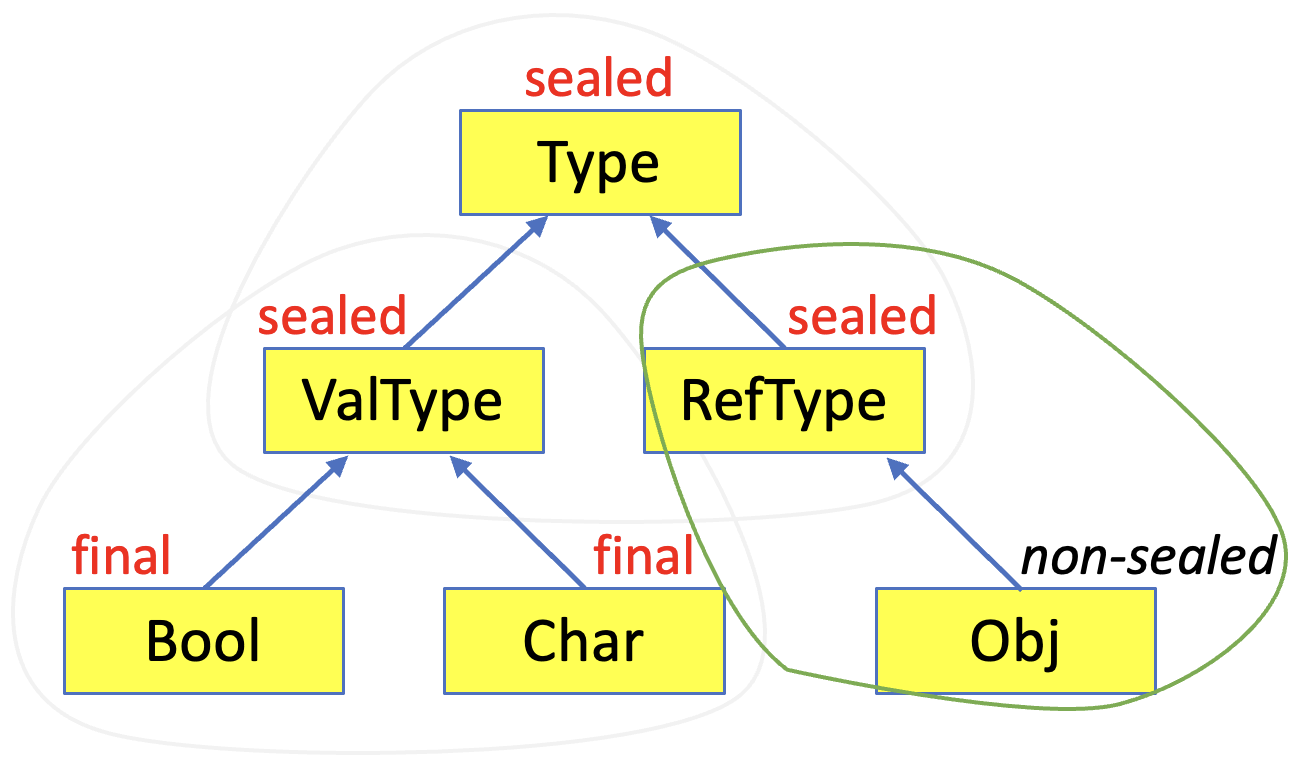 sealed
Type
sealed
sealed
ValType
RefType
final
final
non-sealed
Bool
Char
Obj